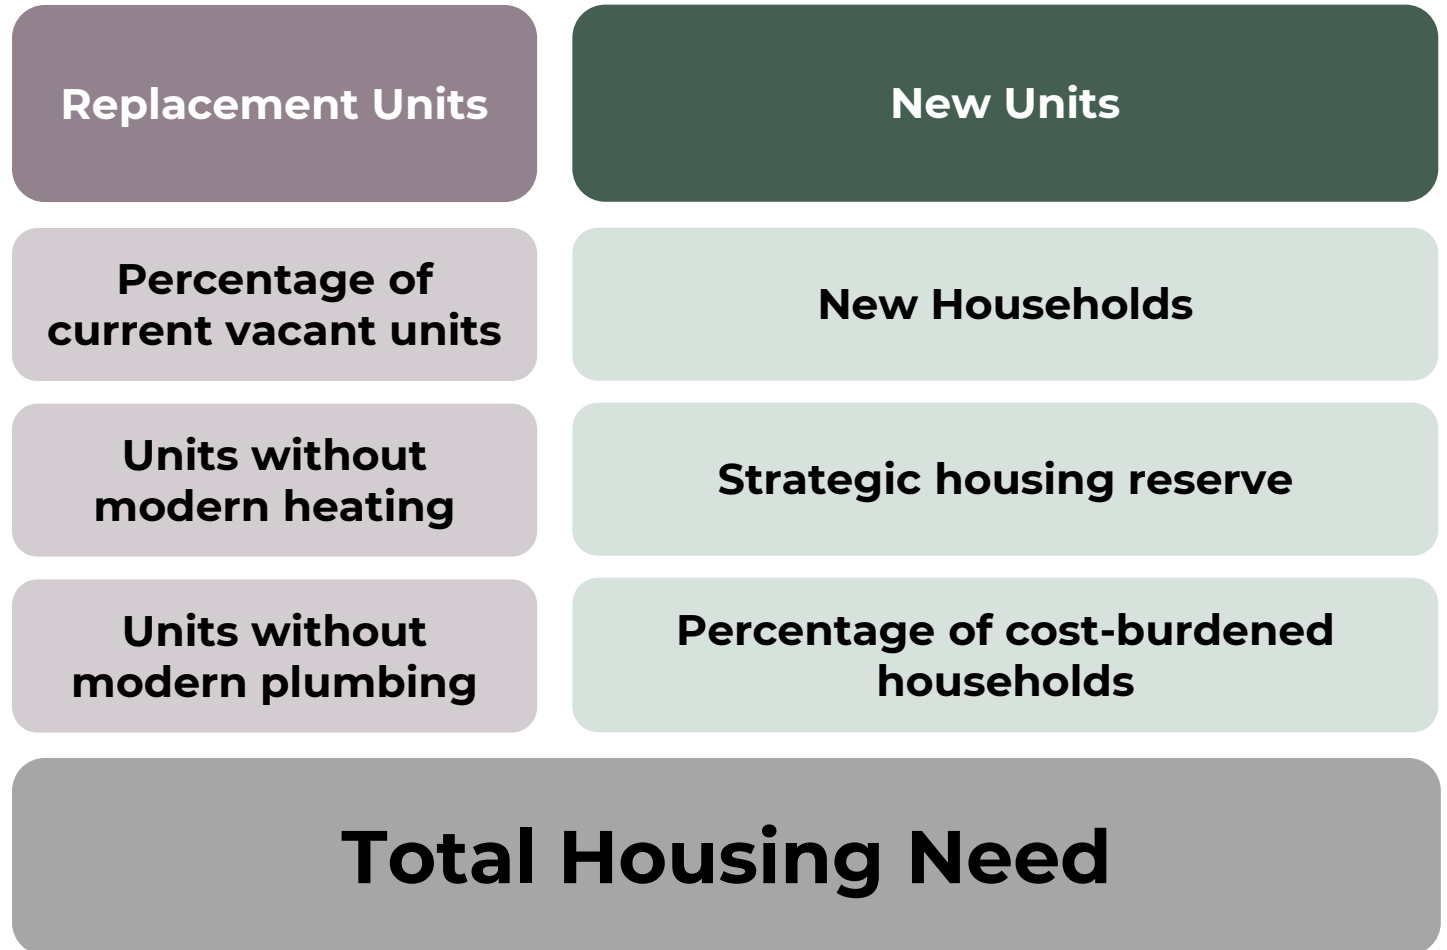 Replacement Units
New Units
Percentage of
current vacant units
New Households
Units without
modern heating
Strategic housing reserve
Units without
modern plumbing
Percentage of cost-burdened
households
Total Housing Need